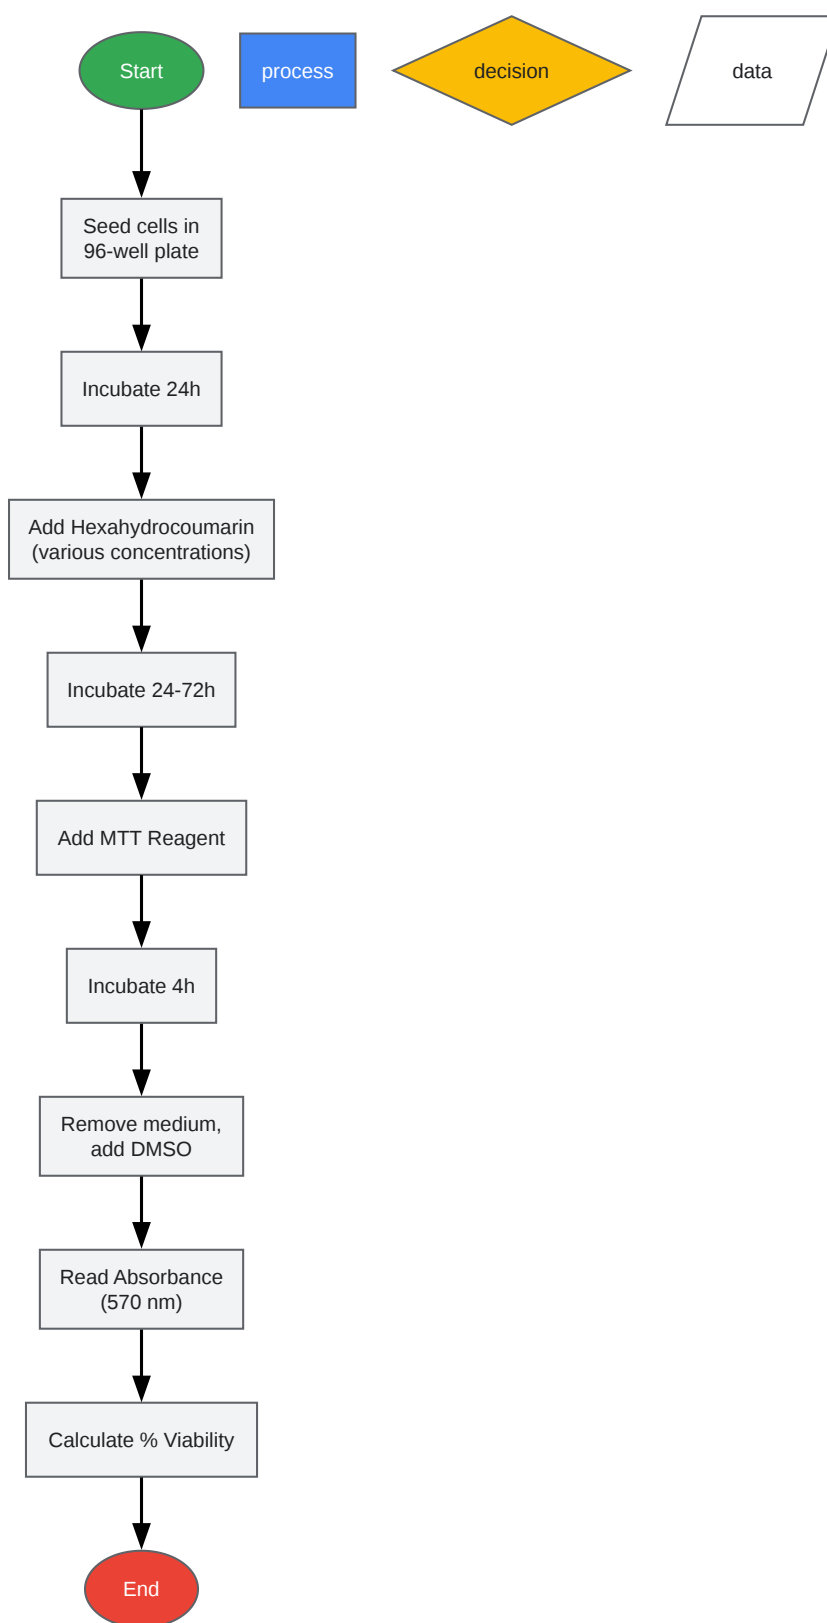 Start
process
decision
data
Seed cells in
96-well plate
Incubate 24h
Add Hexahydrocoumarin
(various concentrations)
Incubate 24-72h
Add MTT Reagent
Incubate 4h
Remove medium,
add DMSO
Read Absorbance
(570 nm)
Calculate % Viability
End